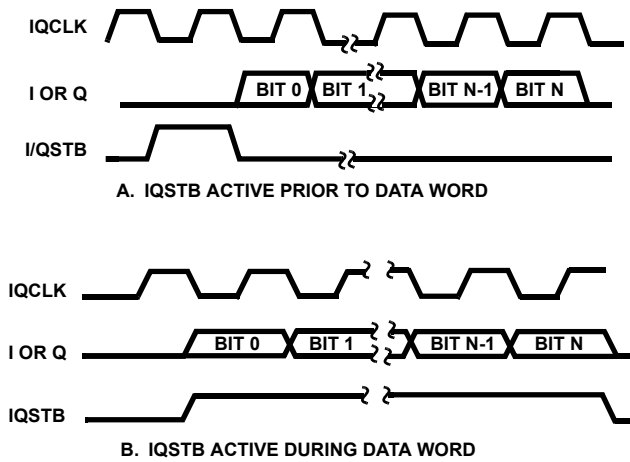 IQCLK
I OR Q
BIT 0 BIT 1 BIT N-1 BIT N
I/QSTB
A. IQSTB ACTIVE PRIOR TO DATA WORD
IQCLK
I OR Q
BIT 0 BIT 1 BIT N-1 BIT N
IQSTB
B. IQSTB ACTIVE DURING DATA WORD